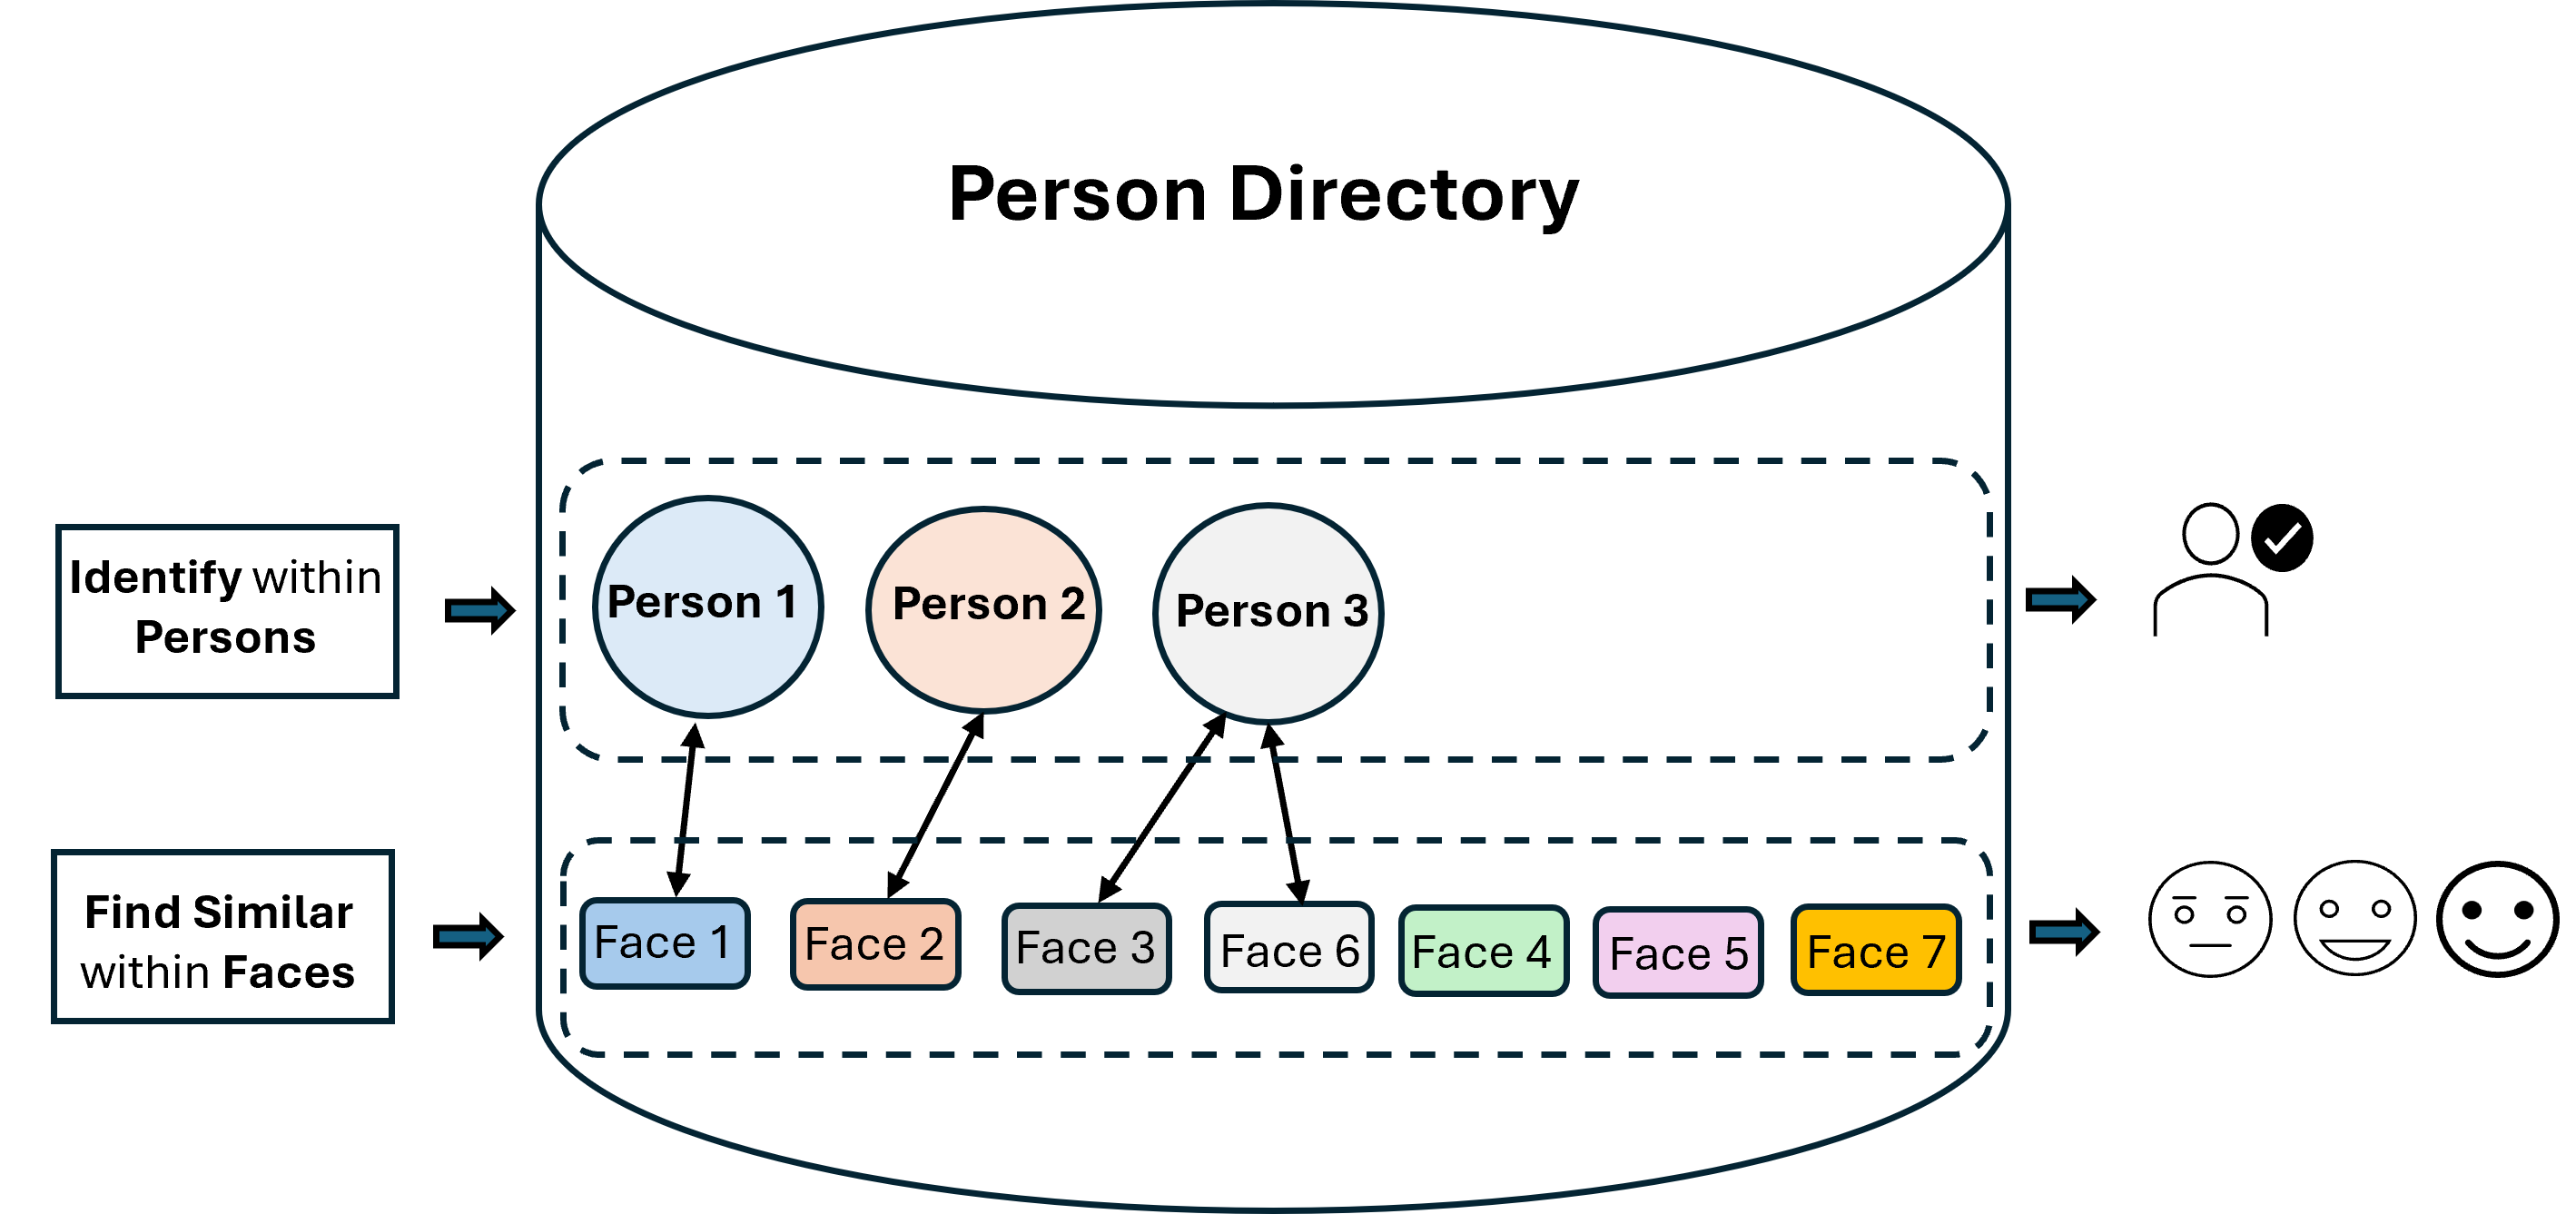 Person Directory
Identify within
Persons
Person 1
Person 2
Person 3
Find Similar
within Faces
Face 1
Face 2
Face 3
Face 6
Face 4
Face 5
Face 7